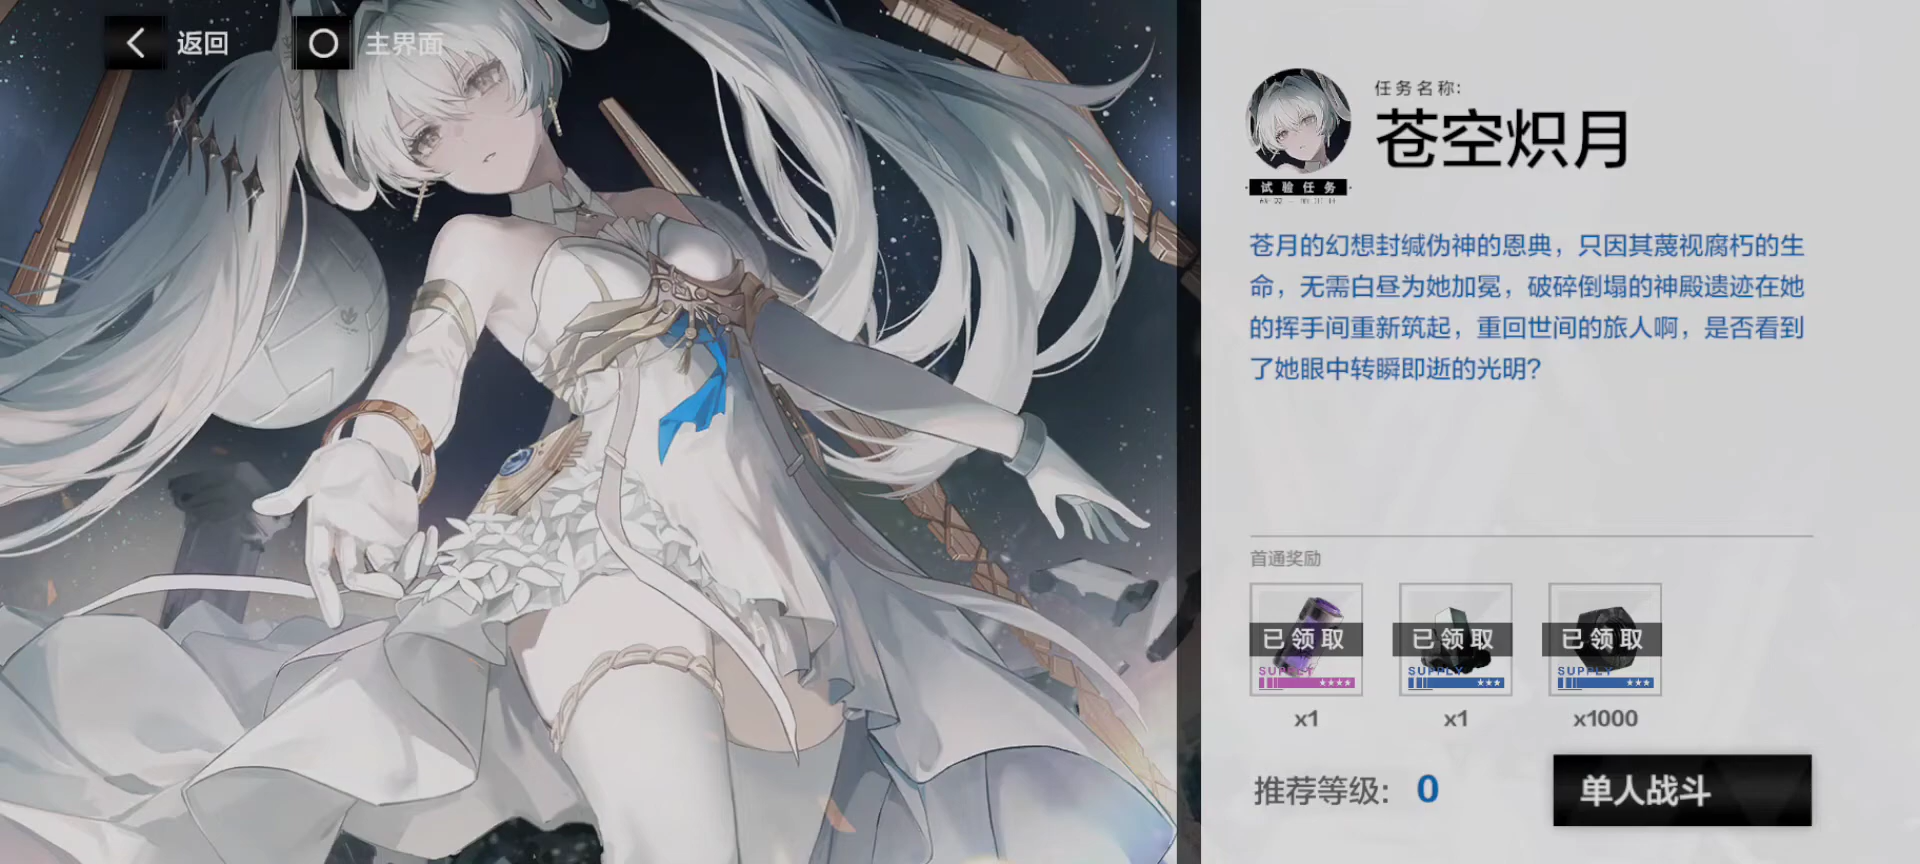 返回
主界面
任务名称:
苍空炽月
试验任务
苍月的幻想封缄伪神的恩典，只因其蔑视腐朽的生
命，无需白昼为她加冕，破碎倒塌的神殿遗迹在她
的挥手间重新筑起，重回世间的旅人啊，是否看到
了她眼中转瞬即逝的光明?
首通奖励
已领取
已领取
已领取
SUPPLY
SUPPLY
SUPPLY
x1
x1
x1000
推荐等级: 0
单人战斗